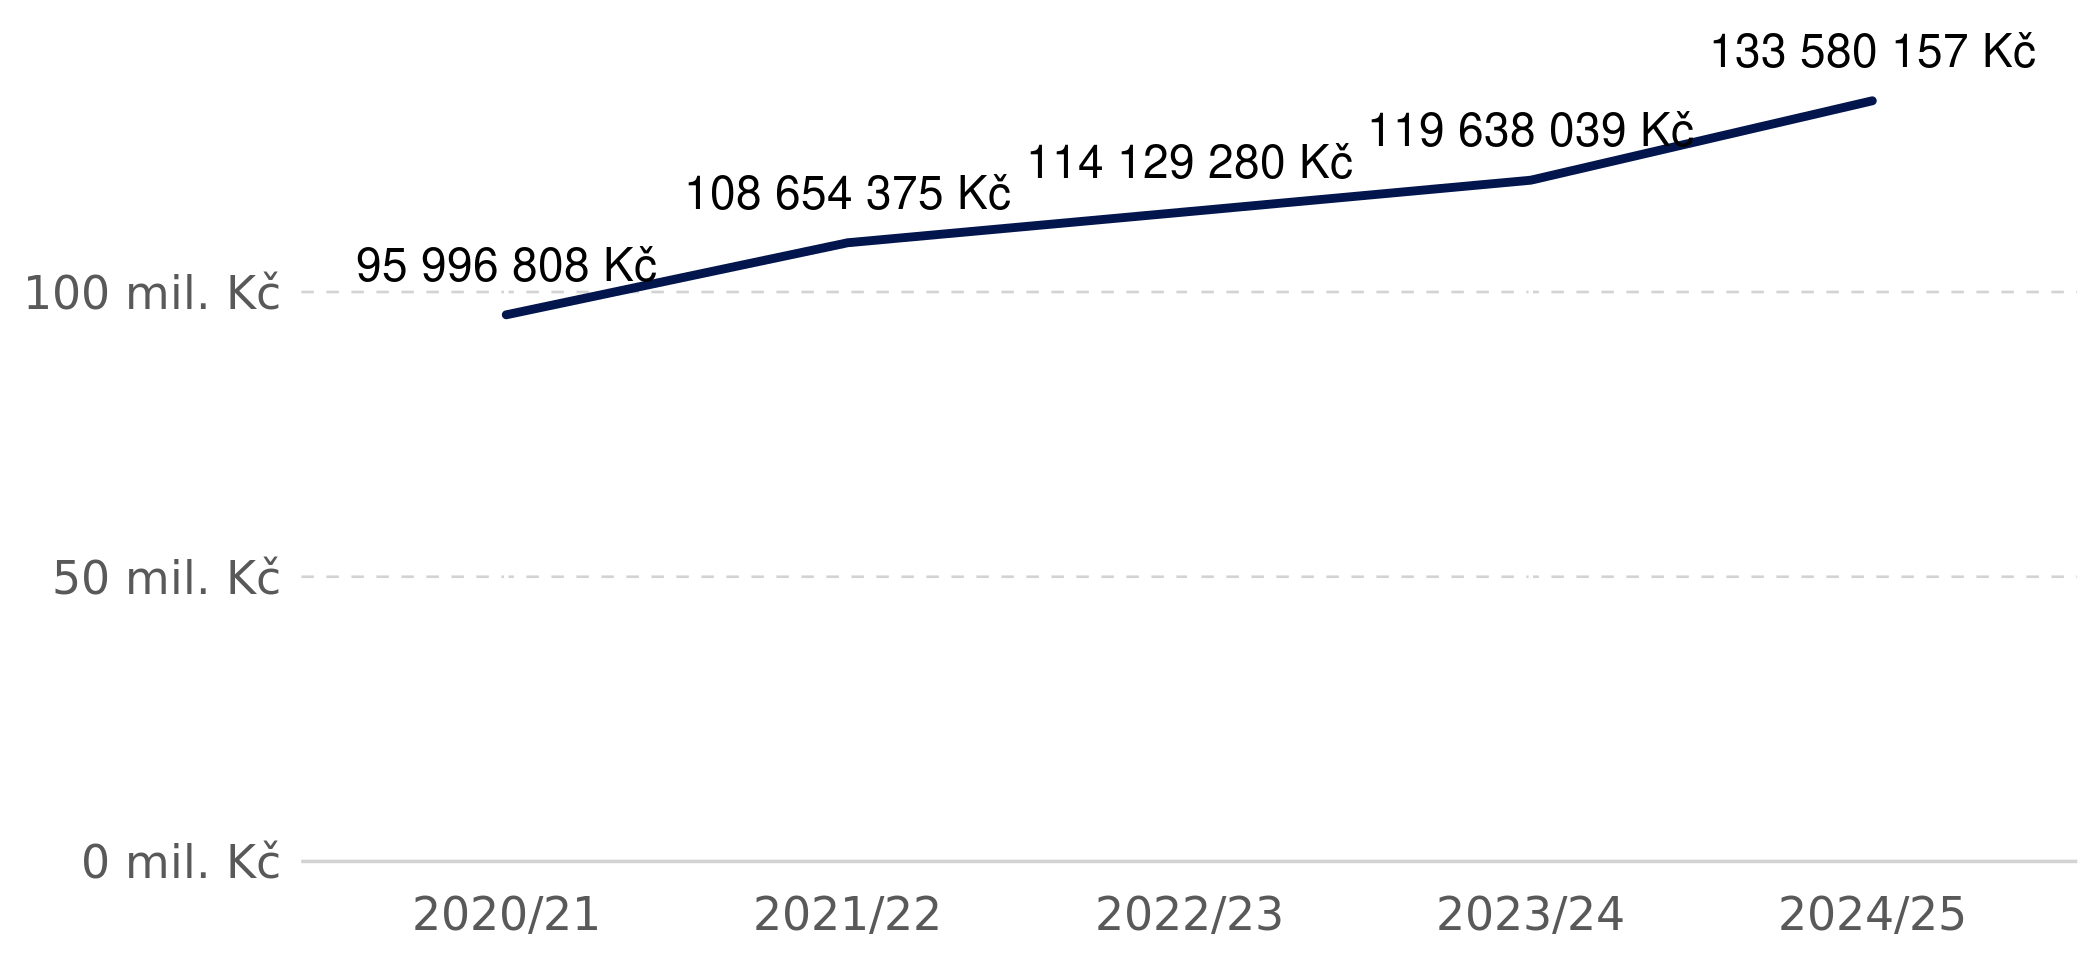 133 580 157 Kč
119 638 039 Kč
114 129 280 Kč
108 654 375 Kč
95 996 808 Kč
100 mil. Kč
50 mil. Kč
0 mil. Kč
2020/21 2021/22 2022/23 2023/24 2024/25